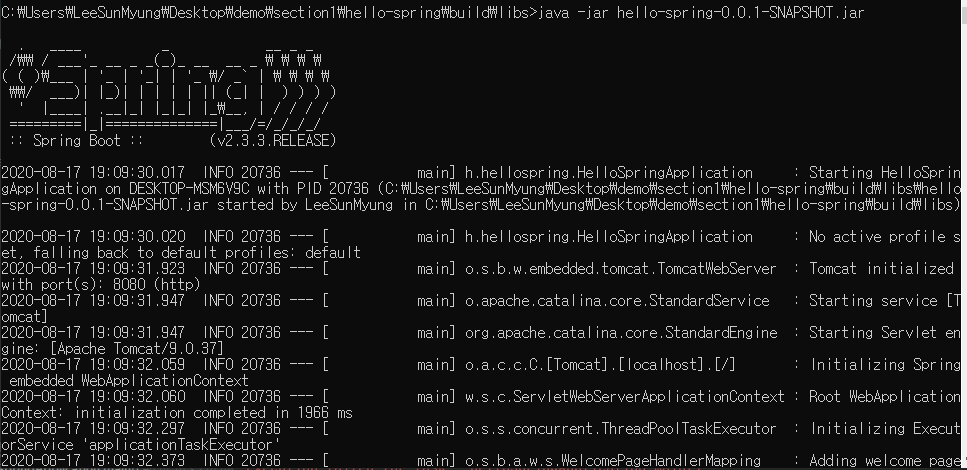 C:₩Users₩LeeSunMyung₩Desktop₩demo₩section1₩hello-spring₩build₩libs>java -jar hello-spring-0.0.1-SNAPSHOT.jar
  .   ____          _            __ _ _
 /₩₩ / ___'_ __ _ _(_)_ __  __ _ ₩ ₩ ₩ ₩
( ( )₩___ | '_ | '_| | '_ ₩/ _` | ₩ ₩ ₩ ₩
 ₩₩/  ___)| |_)| | | | | || (_| |  ) ) ) )
  '  |____| .__|_| |_|_| |_₩__, | / / / /
 =========|_|==============|___/=/_/_/_/
 :: Spring Boot ::        (v2.3.3.RELEASE)
2020-08-17 19:09:30.017  INFO 20736 --- [           main] h.hellospring.HelloSpringApplication     : Starting HelloSprin
gApplication on DESKTOP-MSM6V9C with PID 20736 (C:₩Users₩LeeSunMyung₩Desktop₩demo₩section1₩hello-spring₩build₩libs₩hello
-spring-0.0.1-SNAPSHOT.jar started by LeeSunMyung in C:₩Users₩LeeSunMyung₩Desktop₩demo₩section1₩hello-spring₩build₩libs)
2020-08-17 19:09:30.020  INFO 20736 --- [           main] h.hellospring.HelloSpringApplication     : No active profile s
et, falling back to default profiles: default
2020-08-17 19:09:31.923  INFO 20736 --- [           main] o.s.b.w.embedded.tomcat.TomcatWebServer  : Tomcat initialized
with port(s): 8080 (http)
2020-08-17 19:09:31.947  INFO 20736 --- [           main] o.apache.catalina.core.StandardService   : Starting service [T
omcat]
2020-08-17 19:09:31.947  INFO 20736 --- [           main] org.apache.catalina.core.StandardEngine  : Starting Servlet en
gine: [Apache Tomcat/9.0.37]
2020-08-17 19:09:32.059  INFO 20736 --- [           main] o.a.c.c.C.[Tomcat].[localhost].[/]       : Initializing Spring
 embedded WebApplicationContext
2020-08-17 19:09:32.060  INFO 20736 --- [           main] w.s.c.ServletWebServerApplicationContext : Root WebApplication
Context: initialization completed in 1966 ms
2020-08-17 19:09:32.297  INFO 20736 --- [           main] o.s.s.concurrent.ThreadPoolTaskExecutor  : Initializing Execut
orService 'applicationTaskExecutor'
2020-08-17 19:09:32.373  INFO 20736 --- [           main] o.s.b.a.w.s.WelcomePageHandlerMapping    : Adding welcome page